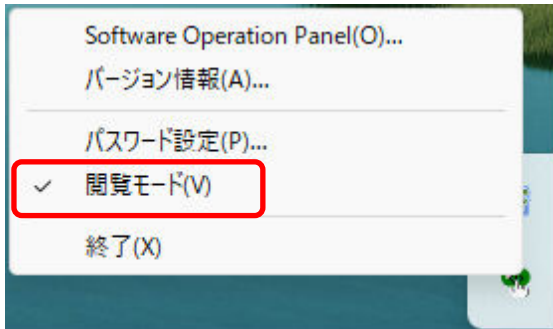 Software Operation Panel(O)...
バージョン情報(A)...
パスワード設定(P)...
閲覧モード(V)
終了(X)